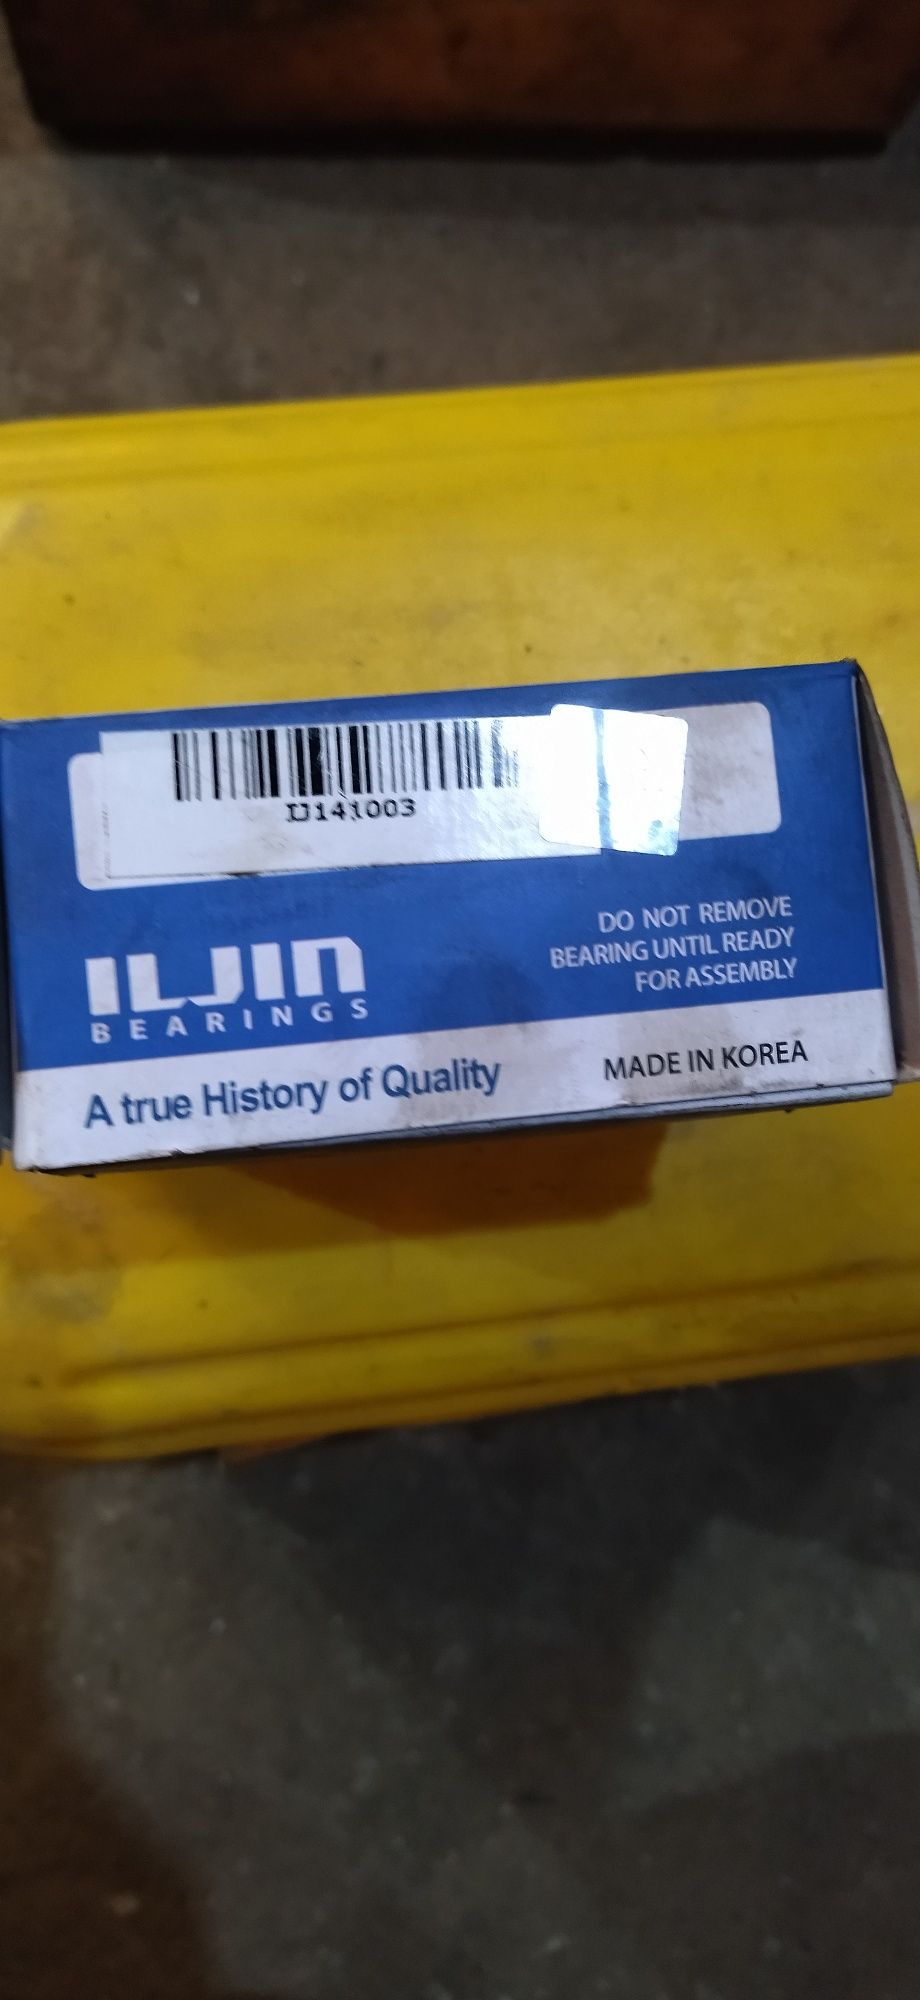 IJ141003
ILJIN
BEARINGS
DO NOT REMOVE
BEARING UNTIL READY
FOR ASSEMBLY
A true History of Quality
MADE IN KOREA